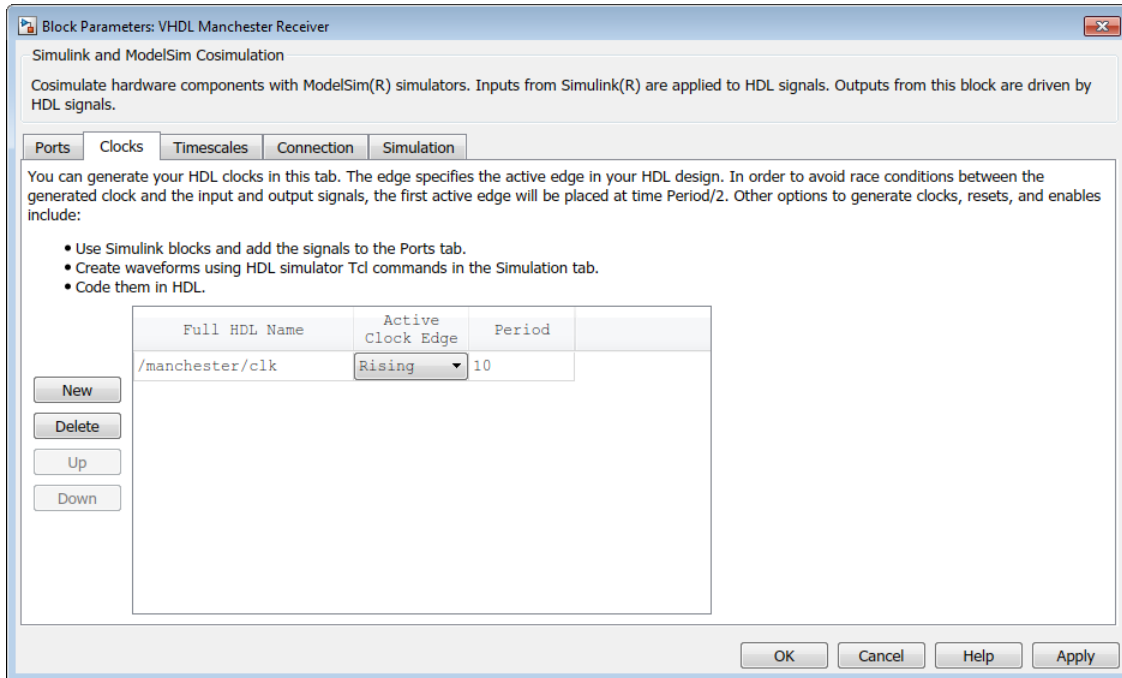 Block Parameters: VHDL Manchester Receiver
Simulink and ModelSim Cosimulation
Cosimulate hardware components with ModelSim(R) simulators. Inputs from Simulink(R) are applied to HDL signals. Outputs from this block are driven by
HDL signals.
Ports Clocks Timescales Connection Simulation
You can generate your HDL clocks in this tab. The edge specifies the active edge in your HDL design. In order to avoid race conditions between the
generated clock and the input and output signals, the first active edge will be placed at time Period/2. Other options to generate clocks, resets, and enables
include:
• Use Simulink blocks and add the signals to the Ports tab.
• Create waveforms using HDL simulator Tcl commands in the Simulation tab.
• Code them in HDL.
Full HDL Name Active Clock Edge Period
/manchester/clk Rising 10
New
Delete
Up
Down
OK Cancel Help Apply